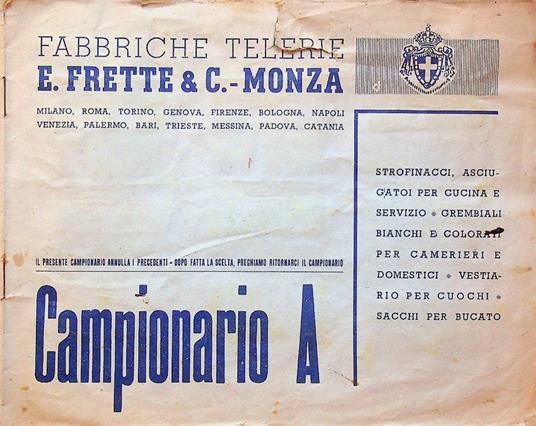 FABBRICHE TELERIE
E. FRETTE & C.-MONZA
MILANO, ROMA, TORINO, GENOVA, FIRENZE, BOLOGNA, NAPOLI
VENEZIA, PALERMO, BARI, TRIESTE, MESSINA, PADOVA, CATANIA
IL PRESENTE CAMPIONARIO ANNULLA I PRECEDENTI - DOPO FATTA LA SCELTA, PREGHIAMO RITORNARCI IL CAMPIONARIO
Campionario A
STROFINACCI, ASCIU-
GATOI PER CUCINA E
SERVIZIO • GREMBIALI
BIANCHI E COLORATI
PER CAMERIERI E
DOMESTICI • VESTIA-
RIO PER CUOCHI •
SACCHI PER BUCATO